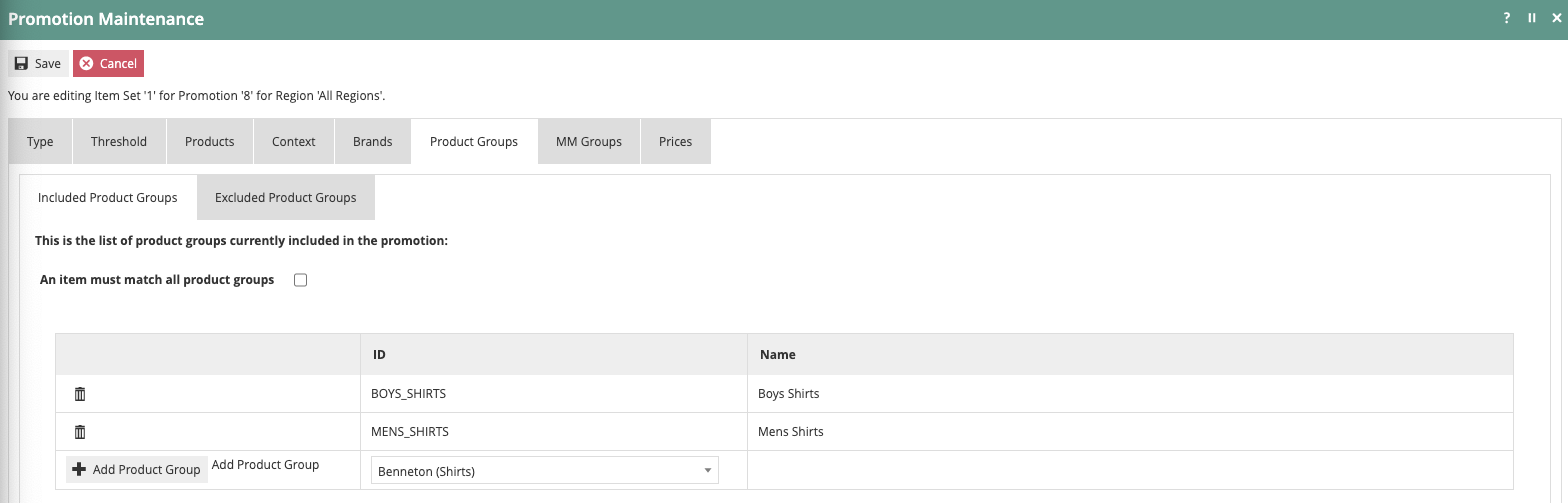 Promotion Maintenance ? II ×
Save Cancel
You are editing Item Set '1' for Promotion '8' for Region 'All Regions'.
Type Threshold Products Context Brands Product Groups MM Groups Prices
Included Product Groups Excluded Product Groups
This is the list of product groups currently included in the promotion:
An item must match all product groups
ID Name
BOYS_SHIRTS Boys Shirts
MENS_SHIRTS Mens Shirts
Add Product Group Add Product Group Benneton (Shirts)